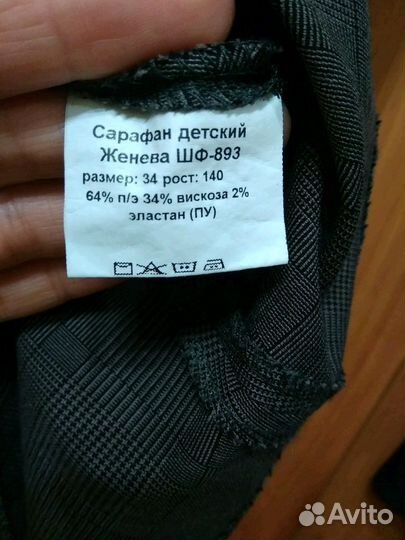 Сарафан детский
Женева ШФ-893
размер: 34 рост: 140
64% п/э 34% вискоза 2%
эластан (ПУ)
Avito